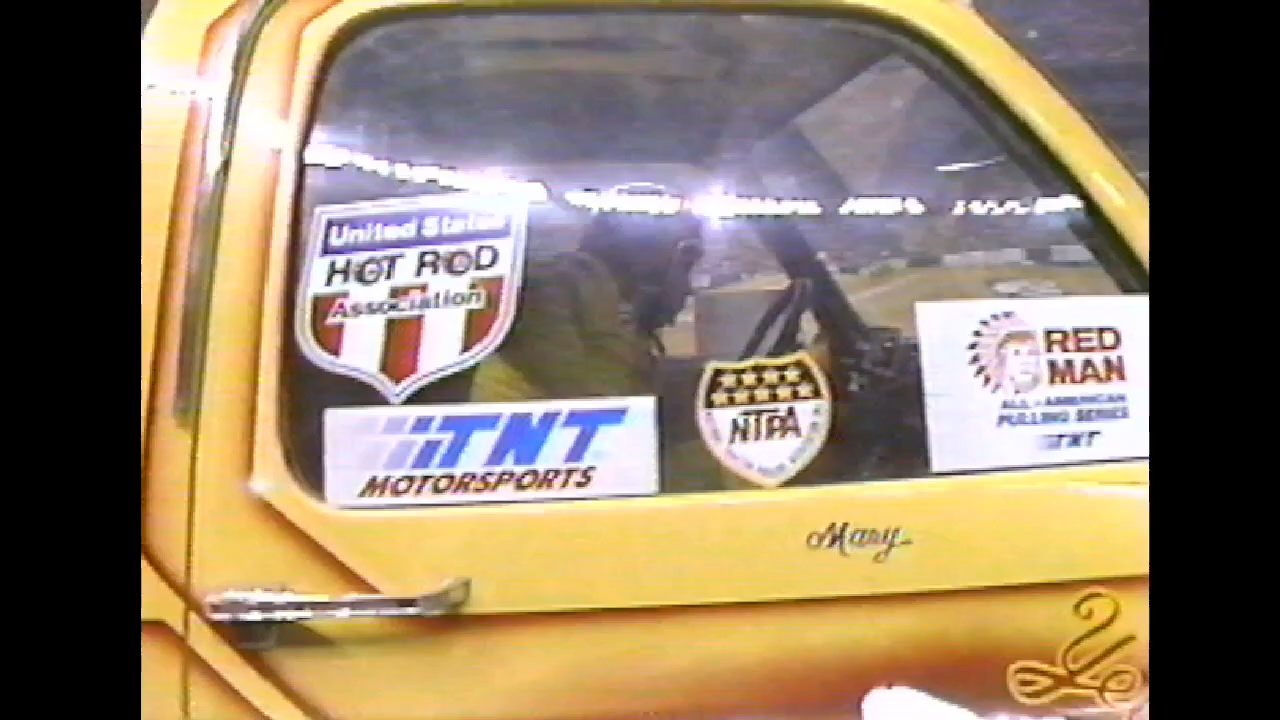 United States
HOT ROD
Association
TNT
MOTORSPORTS
NTPA
RED
MAN
ALL-AMERICAN
PULLING SERIES
TNT
Mary